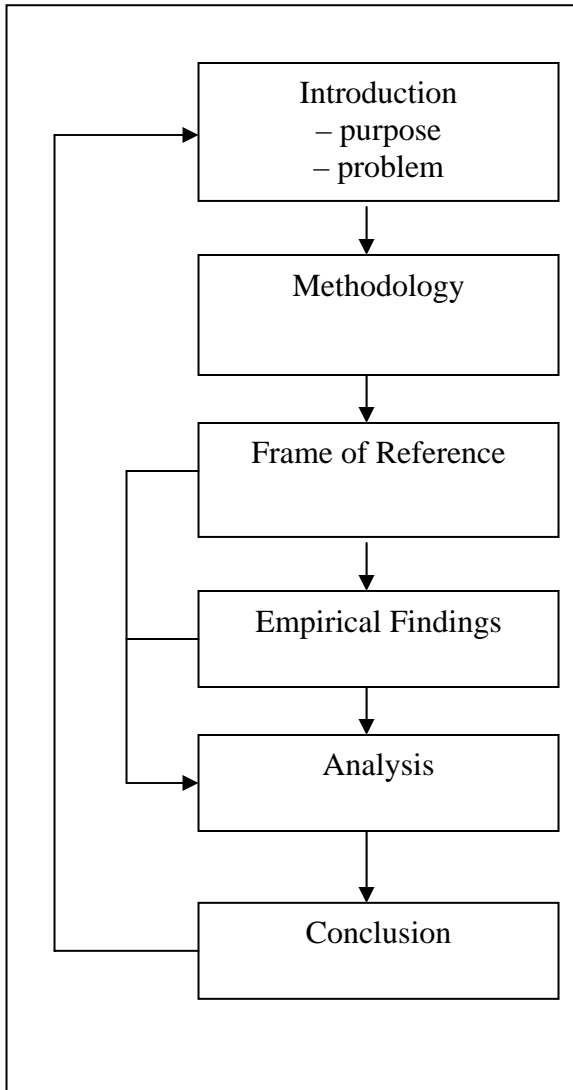 Introduction
– purpose
– problem
Methodology
Frame of Reference
Empirical Findings
Analysis
Conclusion